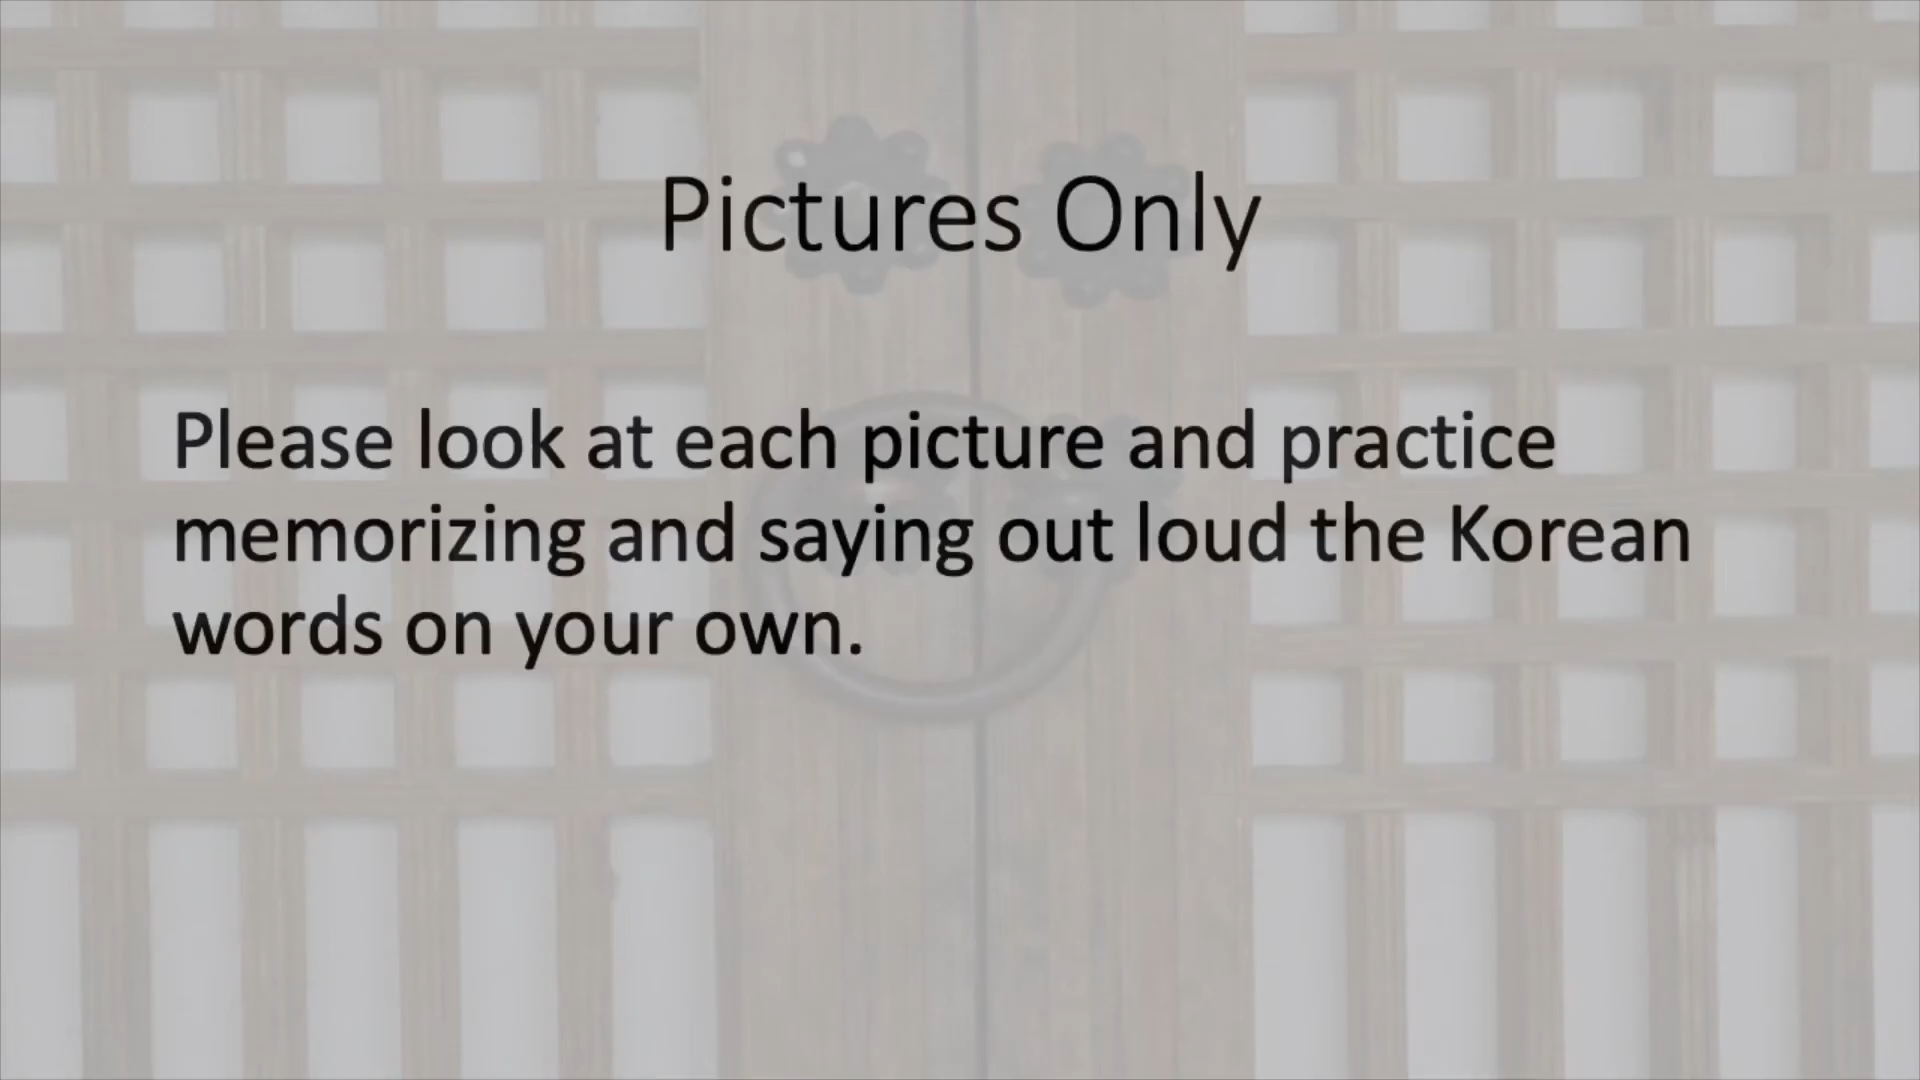 Pictures Only
Please look at each picture and practice
memorizing and saying out loud the Korean
words on your own.